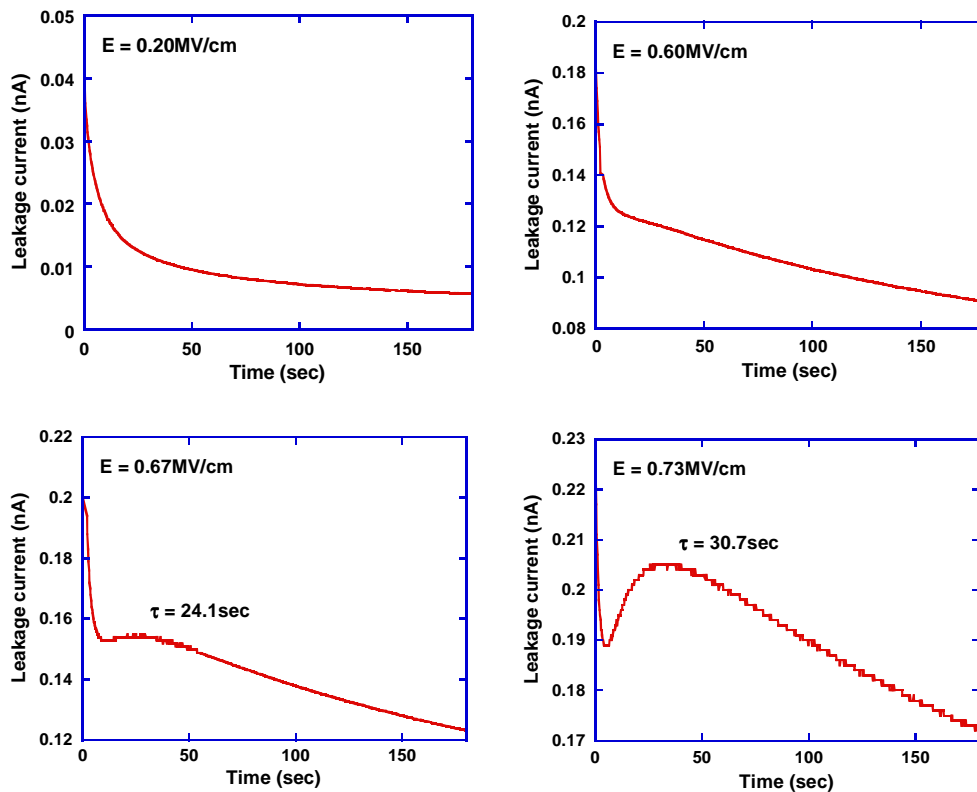 0.05
E = 0.20MV/cm
0.04
0.03
0.02
0.01
0
0 50 100 150
Leakage current (nA)
Time (sec)
0.2
E = 0.60MV/cm
0.18
0.16
0.14
0.12
0.1
0.08
0 50 100 150
Leakage current (nA)
Time (sec)
0.22
E = 0.67MV/cm
0.2
0.18
0.16
τ = 24.1sec
0.14
0.12
0 50 100 150
Leakage current (nA)
Time (sec)
0.23
E = 0.73MV/cm
0.22
0.21
τ = 30.7sec
0.2
0.19
0.18
0.17
0 50 100 150
Leakage current (nA)
Time (sec)